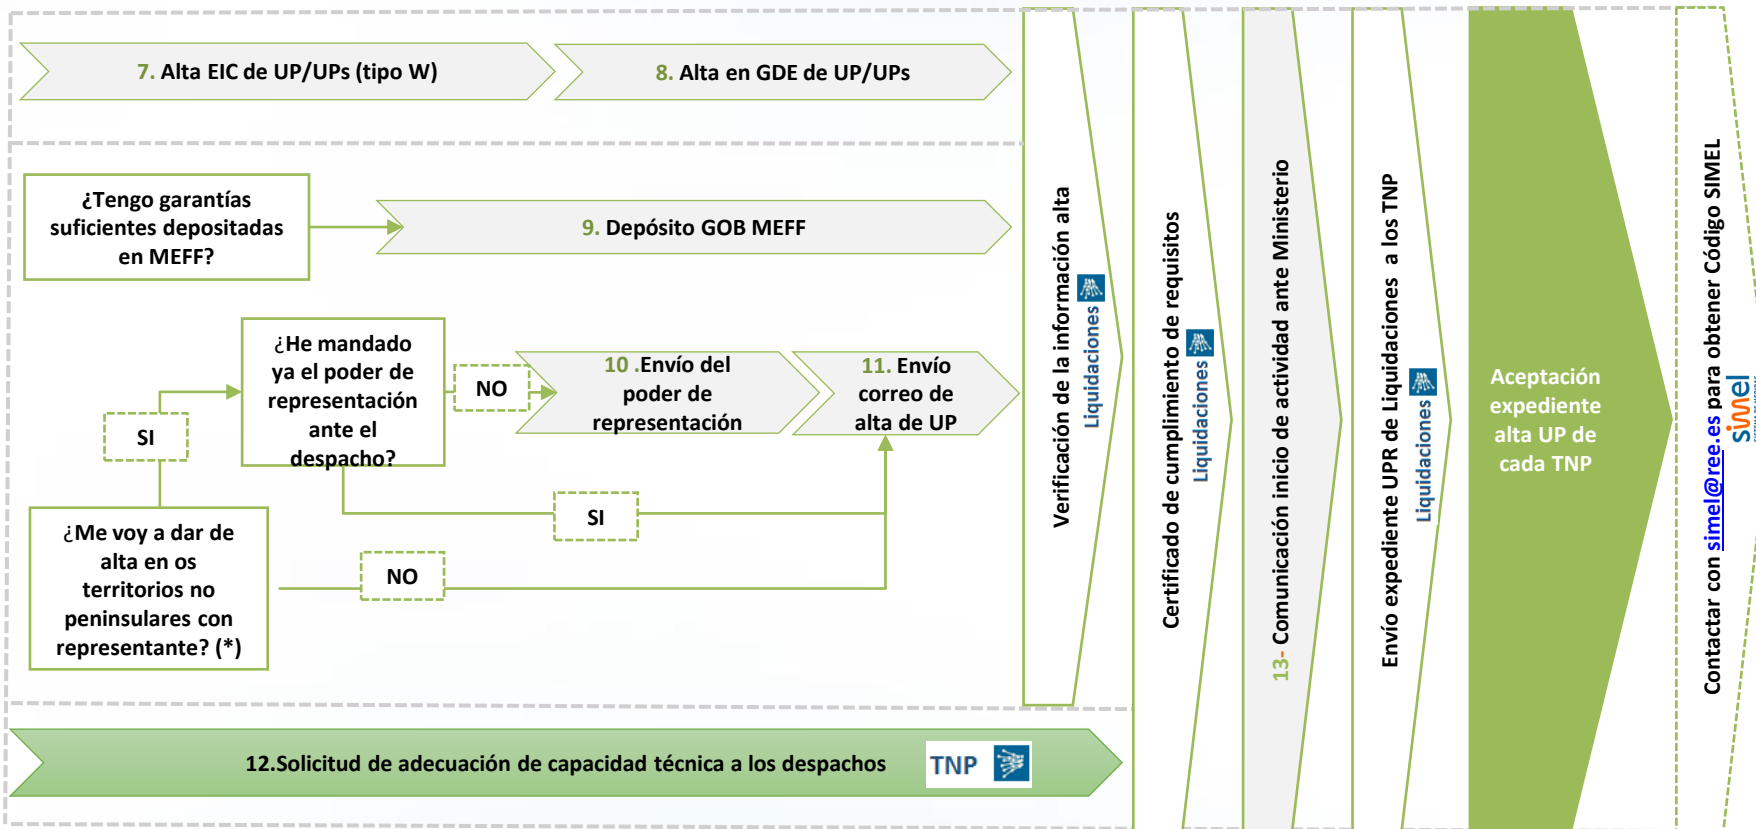 7. Alta EIC de UP/UPs (tipo W)
8. Alta en GDE de UP/UPs
¿Tengo garantías
suficientes depositadas
en MEFF?
9. Depósito GOB MEFF
¿He mandado
ya el poder de
representación
ante el
despacho?
NO
10 .Envío del
poder de
representación
11. Envío
correo de
alta de UP
SI
SI
¿Me voy a dar de
alta en os
territorios no
peninsulares con
representante? (*)
NO
12.Solicitud de adecuación de capacidad técnica a los despachos
TNP
Verificación de la información alta
Liquidaciones
Certificado de cumplimiento de requisitos
Liquidaciones
13- Comunicación inicio de actividad ante Ministerio
Envío expediente UPR de Liquidaciones a los TNP
Liquidaciones
Aceptación
expediente
alta UP de
cada TNP
Contactar con simel@ree.es para obtener Código SIMEL
simel